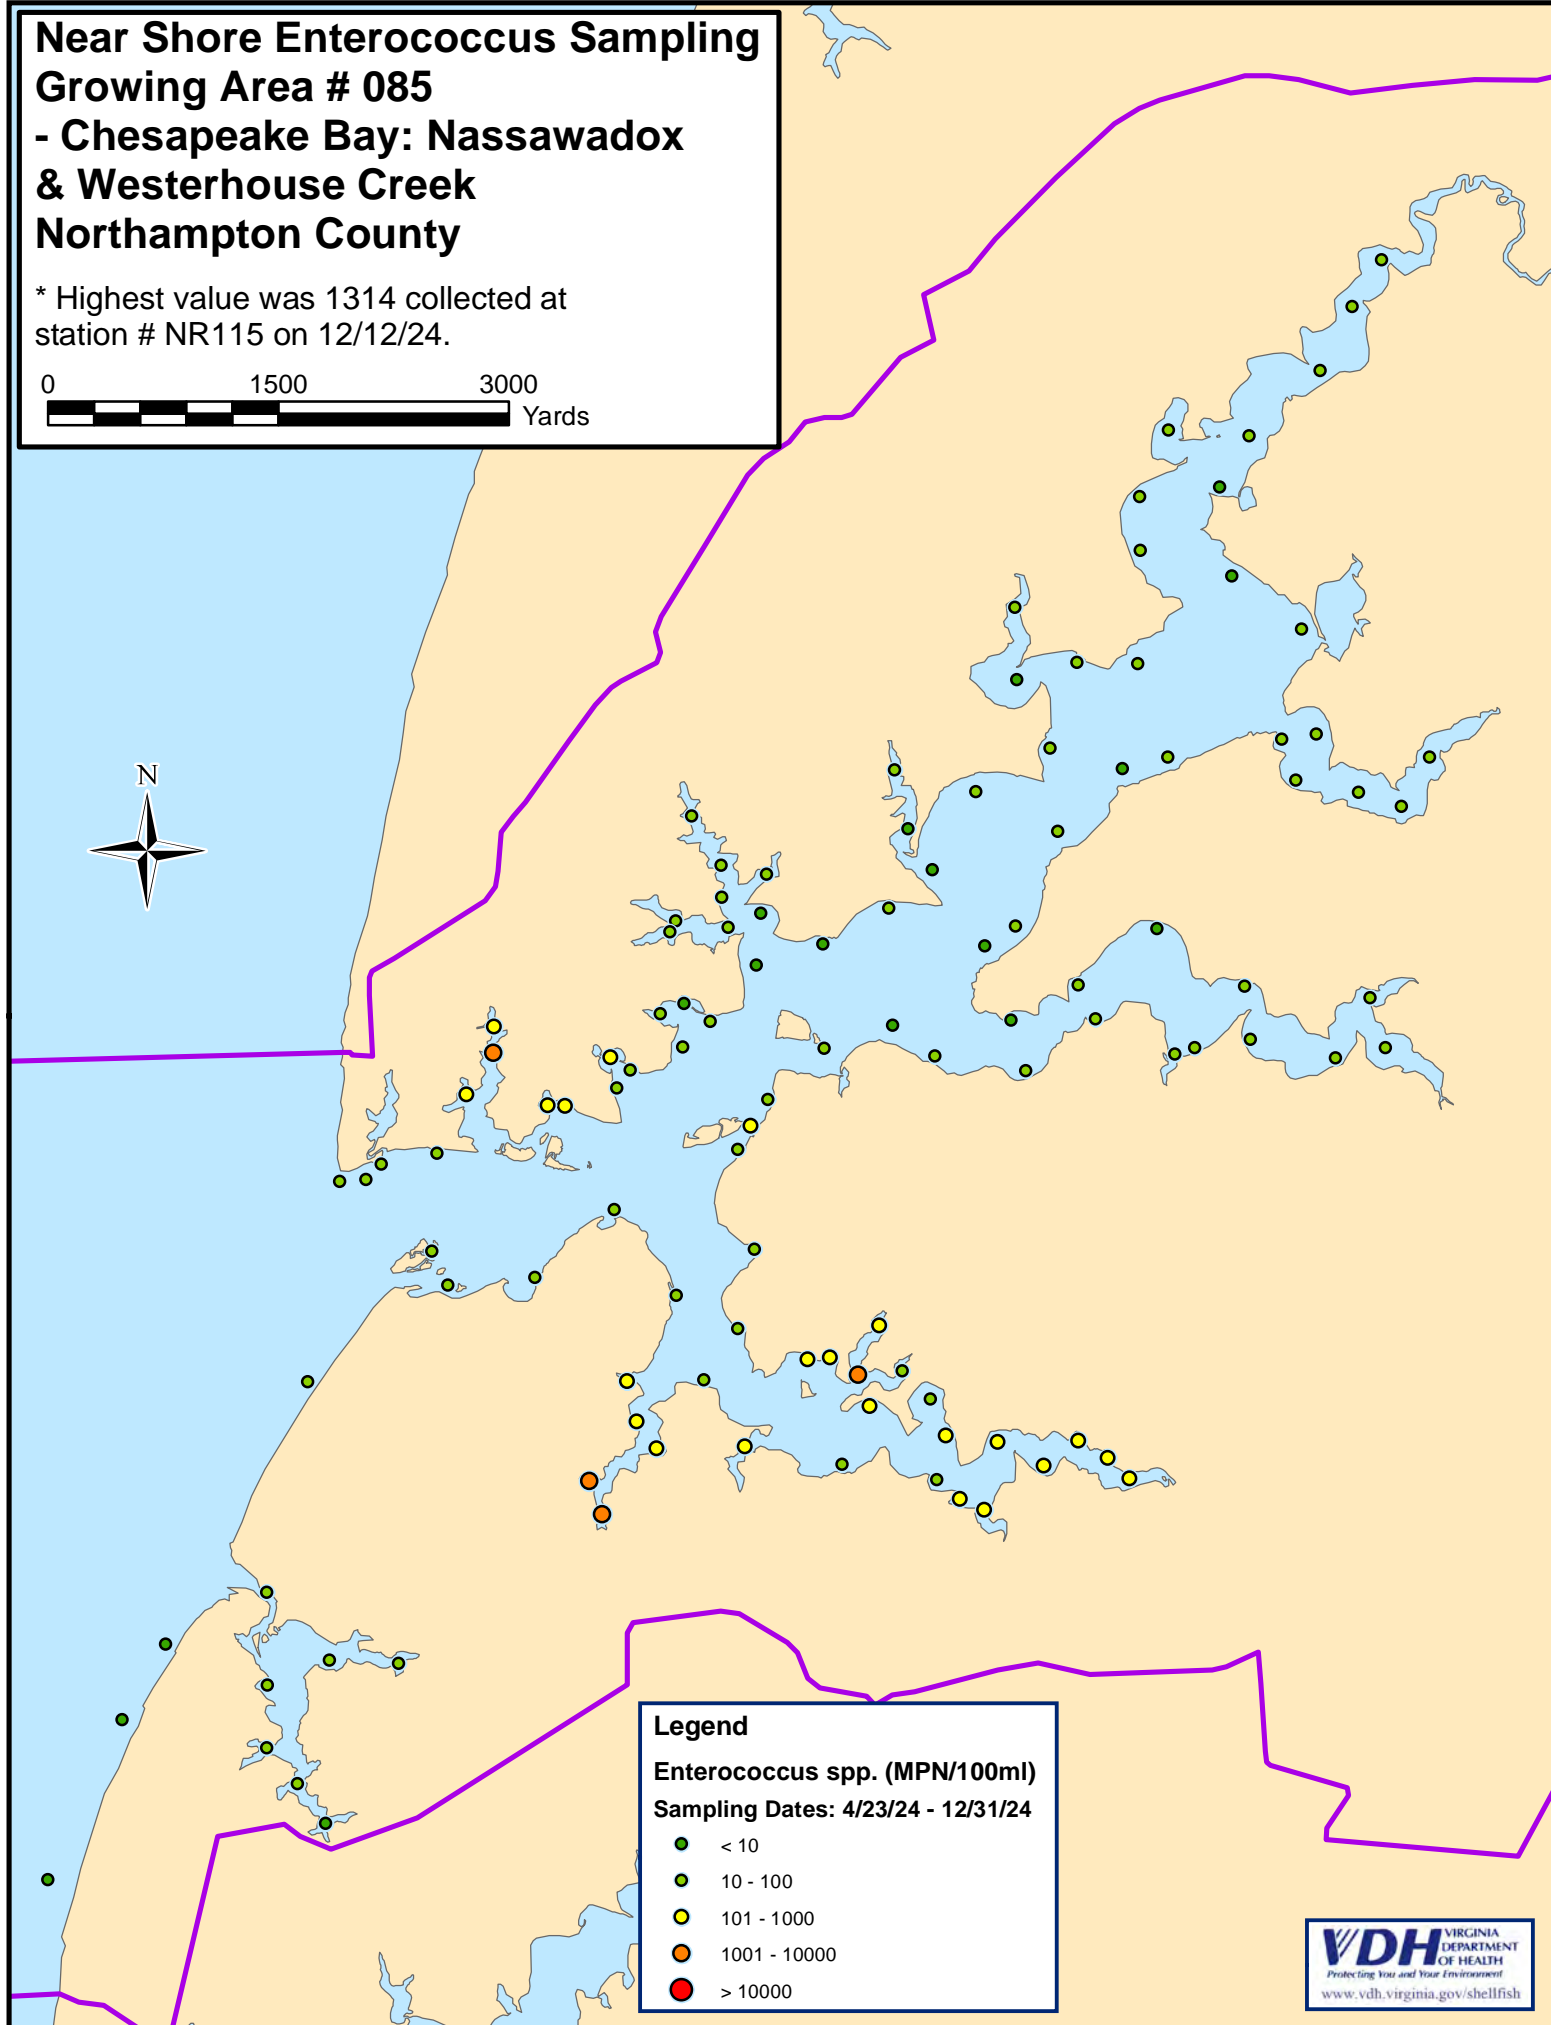 Near Shore Enterococcus Sampling
Growing Area # 085
- Chesapeake Bay: Nassawadox
& Westerhouse Creek
Northampton County
* Highest value was 1314 collected at
station # NR115 on 12/12/24.
0 1500 3000
Yards
N
Legend
Enterococcus spp. (MPN/100ml)
Sampling Dates: 4/23/24 - 12/31/24
< 10
10 - 100
101 - 1000
1001 - 10000
> 10000
VDH VIRGINIA
DEPARTMENT
OF HEALTH
Protecting You and Your Environment
www.vdh.virginia.gov/shellfish